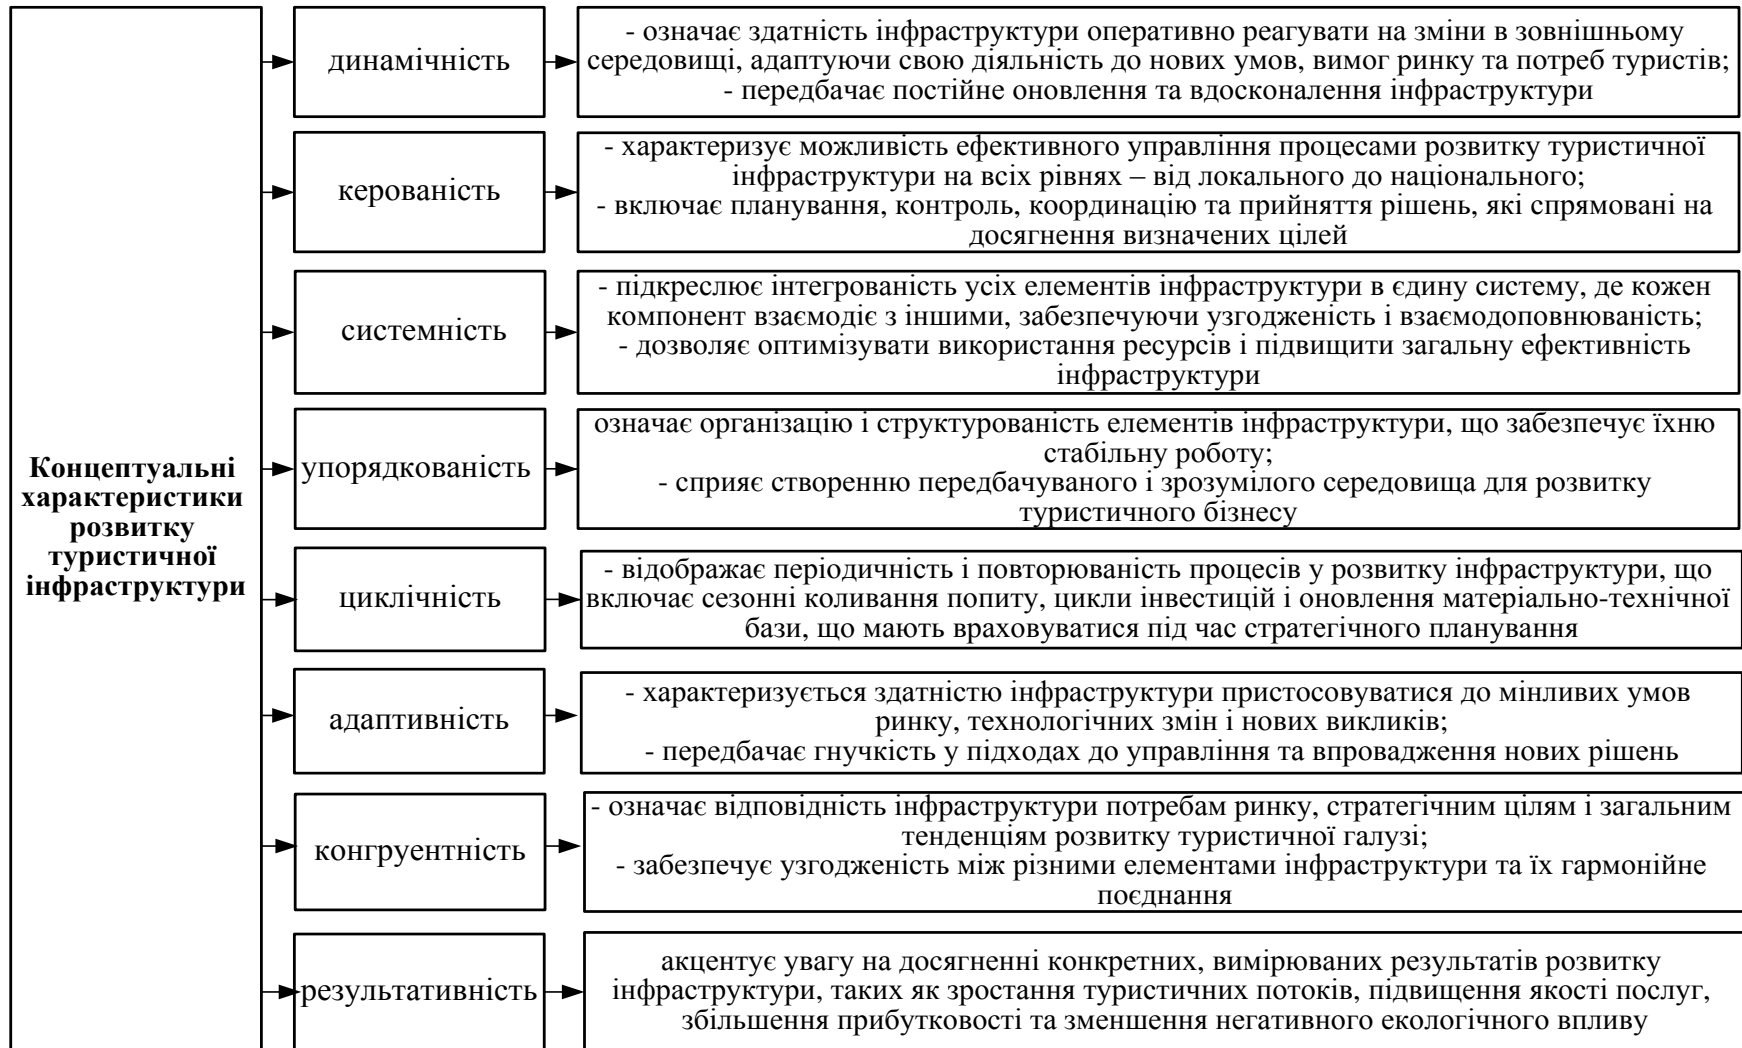 Концептуальні
характеристики
розвитку
туристичної
інфраструктури
динамічність
- означає здатність інфраструктури оперативно реагувати на зміни в зовнішньому
середовищі, адаптуючи свою діяльність до нових умов, вимог ринку та потреб туристів;
- передбачає постійне оновлення та вдосконалення інфраструктури
керованість
- характеризує можливість ефективного управління процесами розвитку туристичної
інфраструктури на всіх рівнях – від локального до національного;
- включає планування, контроль, координацію та прийняття рішень, які спрямовані на
досягнення визначених цілей
системність
- підкреслює інтегрованість усіх елементів інфраструктури в єдину систему, де кожен
компонент взаємодіє з іншими, забезпечуючи узгодженість і взаємодоповнюваність;
- дозволяє оптимізувати використання ресурсів і підвищити загальну ефективність
інфраструктури
упорядкованість
означає організацію і структурованість елементів інфраструктури, що забезпечує їхню
стабільну роботу;
- сприяє створенню передбачуваного і зрозумілого середовища для розвитку
туристичного бізнесу
циклічність
- відображає періодичність і повторюваність процесів у розвитку інфраструктури, що
включає сезонні коливання попиту, цикли інвестицій і оновлення матеріально-технічної
бази, що мають враховуватися під час стратегічного планування
адаптивність
- характеризується здатністю інфраструктури пристосовуватися до мінливих умов
ринку, технологічних змін і нових викликів;
- передбачає гнучкість у підходах до управління та впровадження нових рішень
конгруентність
- означає відповідність інфраструктури потребам ринку, стратегічним цілям і загальним
тенденціям розвитку туристичної галузі;
- забезпечує узгодженість між різними елементами інфраструктури та їх гармонійне
поєднання
результативність
акцентує увагу на досягненні конкретних, вимірюваних результатів розвитку
інфраструктури, таких як зростання туристичних потоків, підвищення якості послуг,
збільшення прибутковості та зменшення негативного екологічного впливу